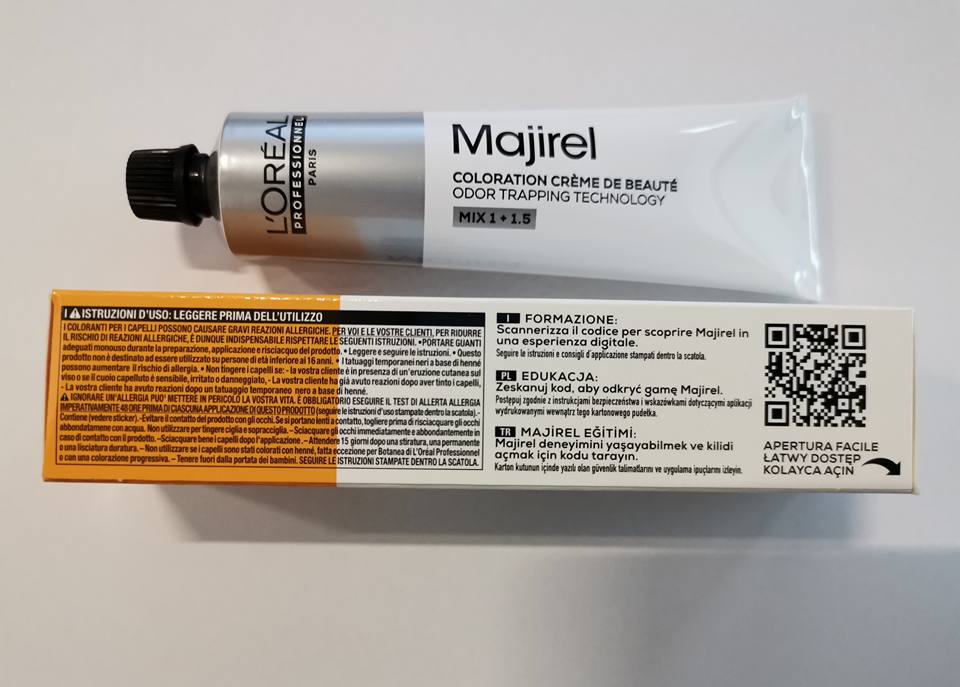 L'ORÉAL
PROFESSIONNEL
PARIS
Majirel
COLORATION CRÈME DE BEAUTÉ
ODOR TRAPPING TECHNOLOGY
MIX 1 + 1.5
I ⚠ ISTRUZIONI D'USO: LEGGERE PRIMA DELL'UTILIZZO
I COLORANTI PER I CAPELLI POSSONO CAUSARE GRAVI REAZIONI ALLERGICHE. PER VOI E LE VOSTRE CLIENTI, PER RIDURRE
IL RISCHIO DI REAZIONI ALLERGICHE, È DUNQUE INDISPENSABILE RISPETTARE LE SEGUENTI ISTRUZIONI. •PORTARE GUANTI
adeguati monouso durante la preparazione, applicazione e risciacquo del prodotto. • Leggere e seguire le istruzioni. • Questo
prodotto non è destinato ad essere utilizzato su persone di età inferiore ai 16 anni. • I tatuaggi temporanei neri a base di henné
possono aumentare il rischio di allergia. • Non tingere i capelli se: - la vostra cliente è in presenza di un'eruzione cutanea sul
viso o se il cuoio capelluto è sensibile, irritato o danneggiato, - La vostra cliente ha già avuto reazioni dopo aver tinto i capelli,
- La vostra cliente ha avuto reazioni dopo un tatuaggio temporaneo nero a base di henné.
⚠ IGNORARE UN'ALLERGIA PUO' METTERE IN PERICOLO LA VOSTRA VITA. È OBBLIGATORIO ESEGUIRE IL TEST DI ALLERTA ALLERGIA
IMPERATIVAMENTE 48 ORE PRIMA DI CIASCUNA APPLICAZIONE DI QUESTO PRODOTTO (seguire le istruzioni d'uso stampate dentro la scatola).-
Contiene (vedere sticker). -Evitare il contatto del prodotto con gli occhi. Se si portano lenti a contatto, togliere prima di risciacquare gli occhi
abbondatamente con acqua. Non utilizzare per tingere ciglia e sopracciglia. – Sciacquare gli occhi immediatamente e abbondantemente in
caso di contatto con il prodotto. –Sciacquare bene i capelli dopo l'applicazione. – Attendere 15 giorni dopo una stiratura, una permanente
o una lisciatura duratura. – Non utilizzare se i capelli sono stati colorati con henné, fatta eccezione per Botanea di L'Oréal Professionnel
o con una colorazione progressiva. – Tenere fuori dalla portata dei bambini. SEGUIRE LE ISTRUZIONI STAMPATE DENTRO LA SCATOLA.
I FORMAZIONE:
Scannerizza il codice per scoprire Majirel in
una esperienza digitale.
Seguire le istruzioni e consigli d'applicazione stampati dentro la scatola.
PL EDUKACJA:
Zeskanuj kod, aby odkryć gamę Majirel.
Postępuj zgodnie z instrukcjami bezpieczeństwa i wskazówkami dotyczącymi aplikacji
wydrukowanymi wewnątrz tego kartonowego pudełka.
TR MAJIREL EĞİTİMİ:
Majirel deneyimini yaşayabilmek ve kilidi
açmak için kodu tarayın.
Karton kutunun içinde yazılı olan güvenlik talimatlarını ve uygulama ipuçlarını izleyin.
APERTURA FACILE
ŁATWY DOSTĘP
KOLAYCA AÇIN